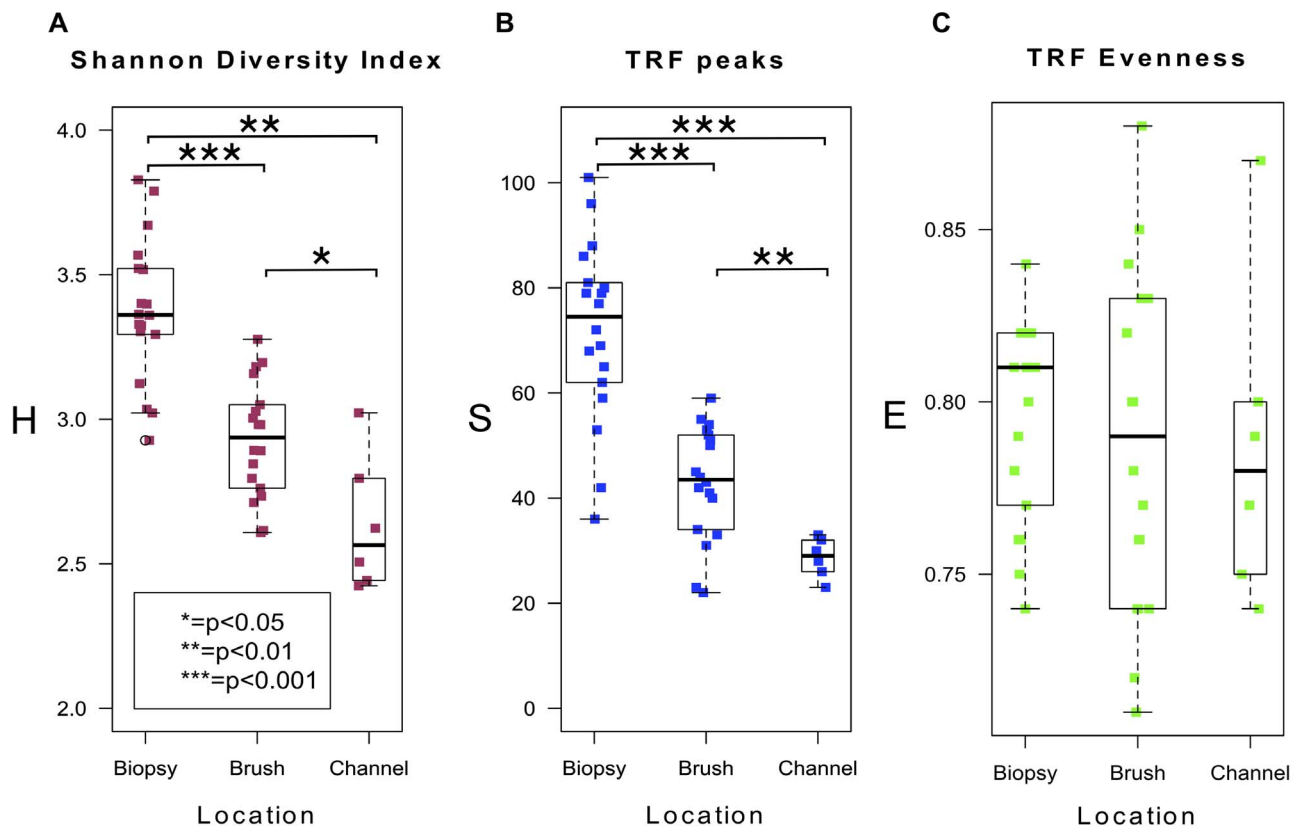 A
Shannon Diversity Index
**
***
*
4.0
3.5
3.0
2.5
2.0
H
*=p<0.05
**=p<0.01
***=p<0.001
Biopsy Brush Channel
Location
B
TRF peaks
***
***
**
100
80
60
40
20
0
S
Biopsy Brush Channel
Location
C
TRF Evenness
0.85
0.80
0.75
E
Biopsy Brush Channel
Location